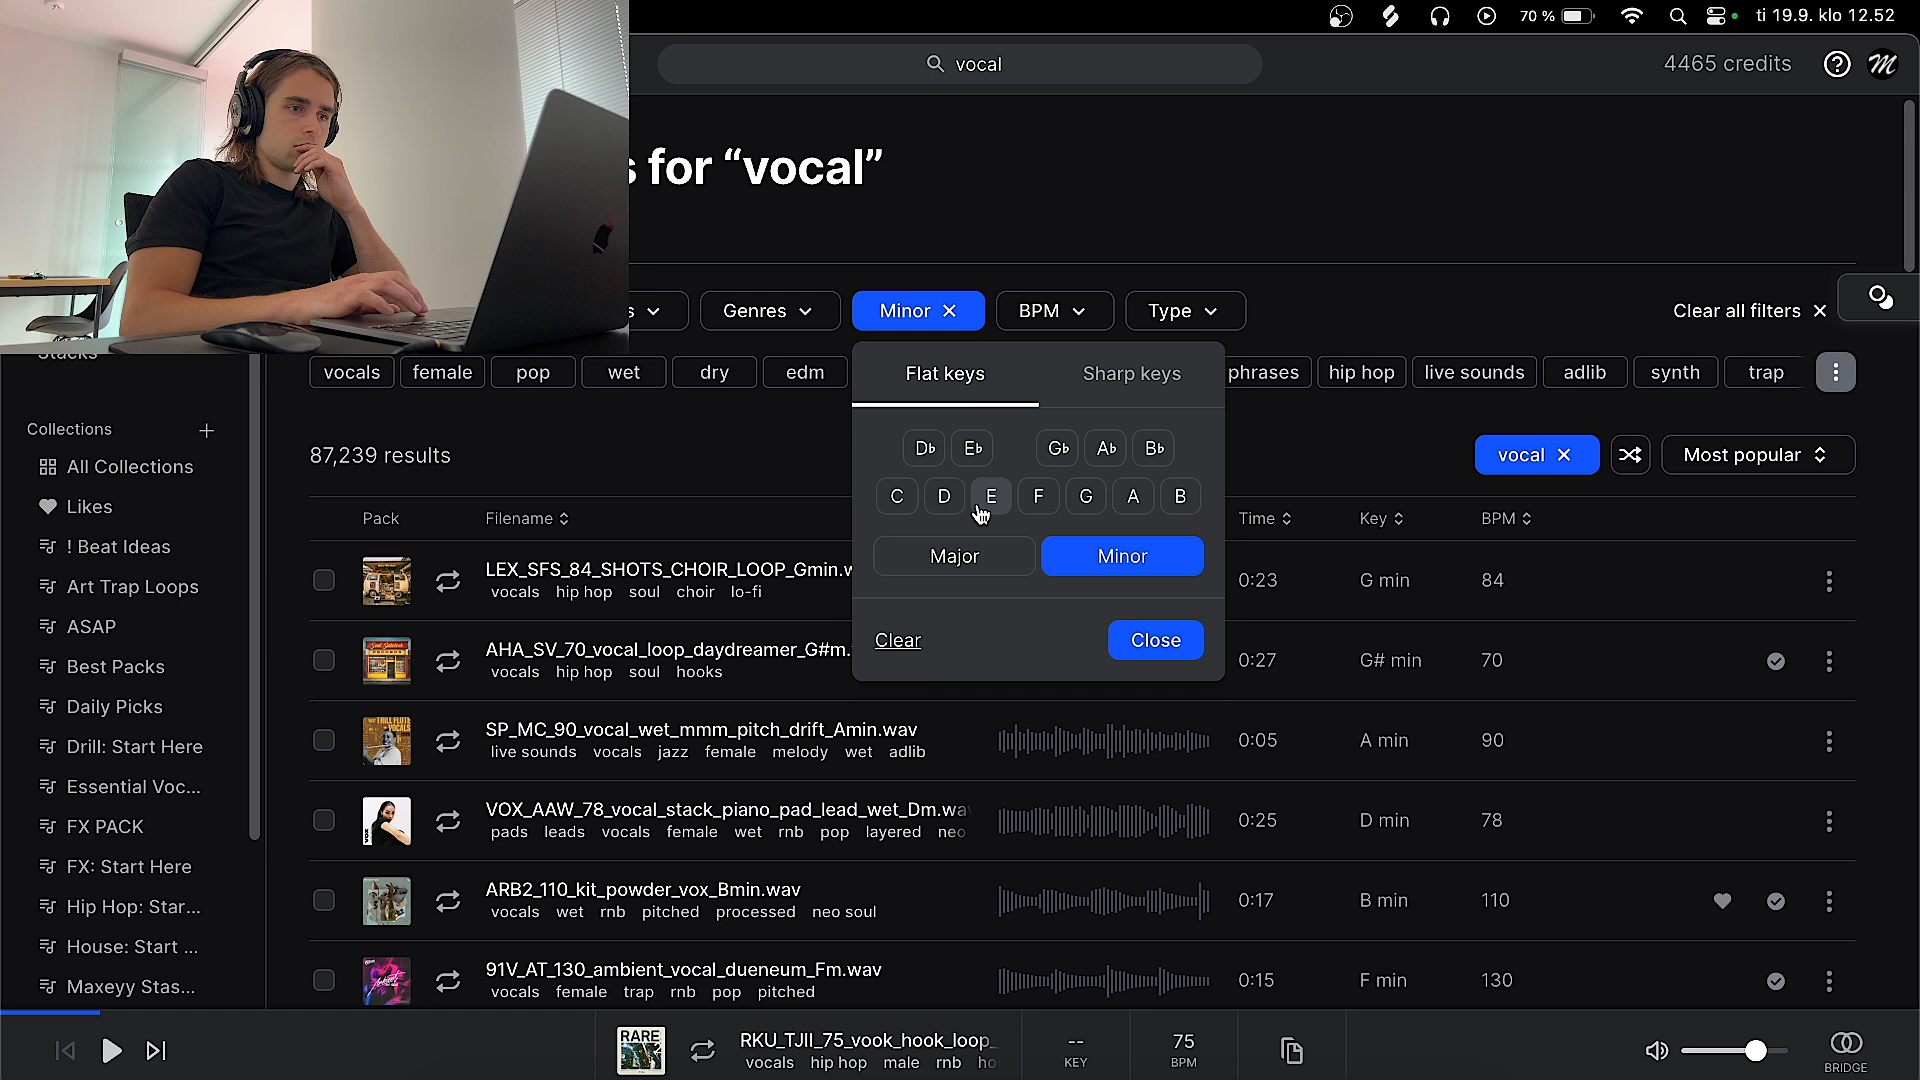 70 %
ti 19.9. klo 12.52
vocal
4465 credits
s for “vocal”
s
Genres
Minor
BPM
Type
Clear all filters
Stacks
vocals
female
pop
wet
dry
edm
phrases
hip hop
live sounds
adlib
trap
synth
Flat keys
Sharp keys
D♭
E♭
G♭
A♭
B♭
C
D
E
F
G
A
B
Major
Minor
Clear
Close
Collections
All Collections
Likes
! Beat Ideas
Art Trap Loops
ASAP
Best Packs
Daily Picks
Drill: Start Here
Essential Voc...
FX PACK
FX: Start Here
Hip Hop: Star...
House: Start ...
Maxeyy Stas...
87,239 results
vocal
Most popular
Pack
Filename
Time
Key
BPM
LEX_SFS_84_SHOTS_CHOIR_LOOP_Gmin.w
vocals hip hop soul choir lo-fi
0:23
G min
84
AHA_SV_70_vocal_loop_daydreamer_G#m.
vocals hip hop soul hooks
0:27
G# min
70
SP_MC_90_vocal_wet_mmm_pitch_drift_Amin.wav
live sounds vocals jazz female melody wet adlib
0:05
A min
90
VOX_AAW_78_vocal_stack_piano_pad_lead_wet_Dm.wav
pads leads vocals female wet rnb pop layered neo
0:25
D min
78
ARB2_110_kit_powder_vox_Bmin.wav
vocals wet rnb pitched processed neo soul
0:17
B min
110
91V_AT_130_ambient_vocal_dueneum_Fm.wav
vocals female trap rnb pop pitched
0:15
F min
130
RARE
RKU_TJII_75_vook_hook_loop_
vocals hip hop male rnb ho
--
KEY
75
BPM
BRIDGE